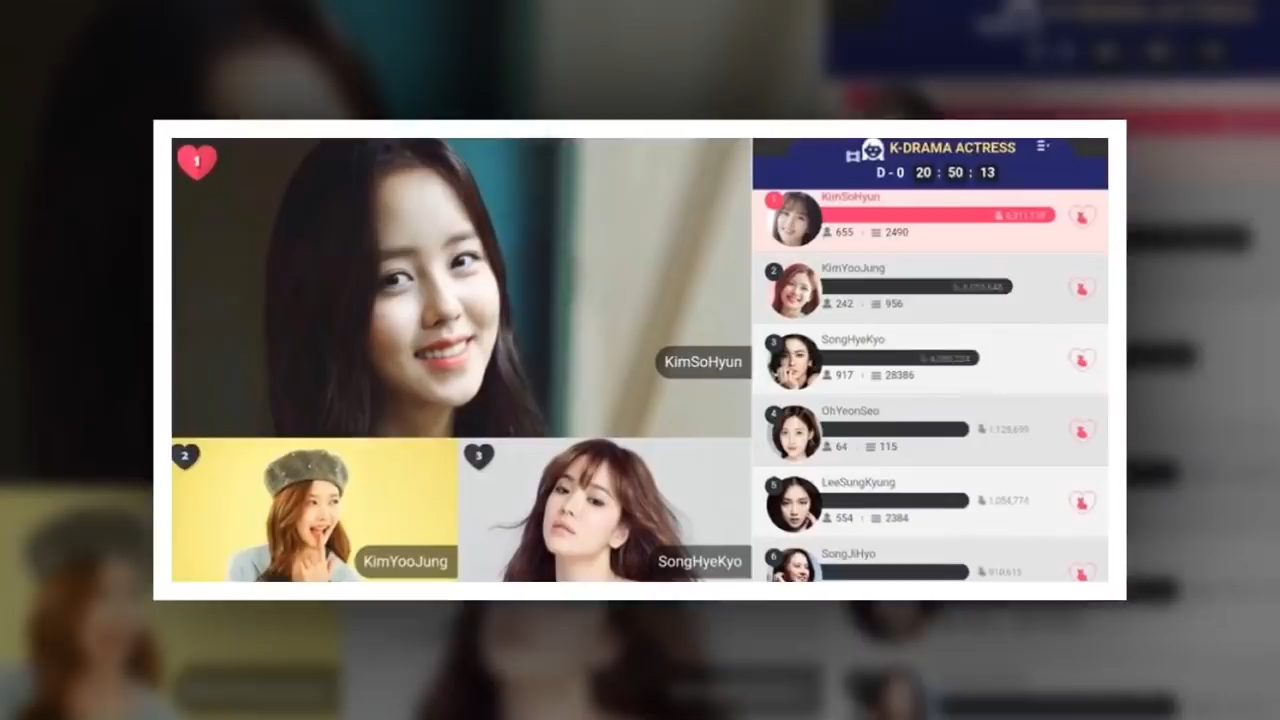 1
KimSoHyun
2
KimYooJung
3
SongHyeKyo
K-DRAMA ACTRESS
D - 0 20 : 50 : 13
1
KimSoHyun
655 2490
2
KimYooJung
242 956
3
SongHyeKyo
917 28386
4
OhYeonSeo
1,128,699
64 115
5
LeeSungKyung
1,054,774
554 2384
6
SongJiHyo
910,615